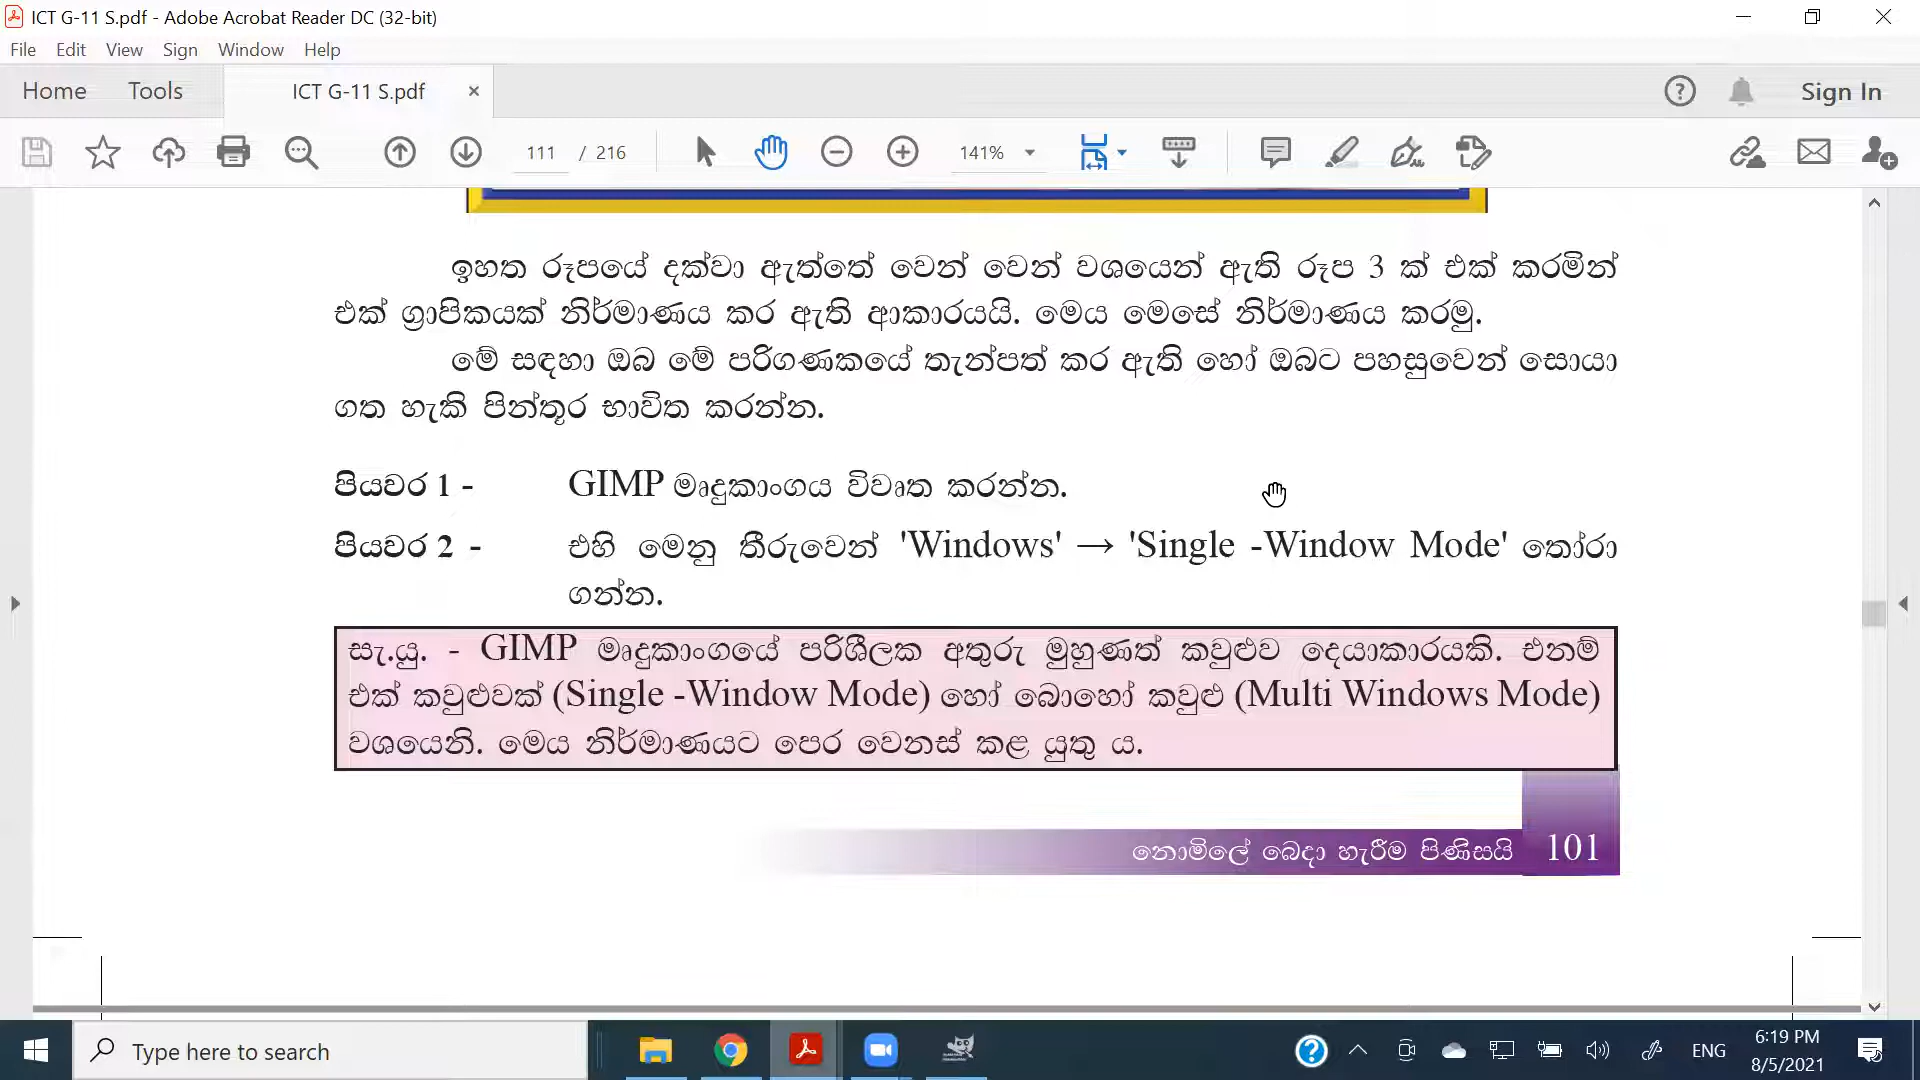 ICT G-11 S.pdf - Adobe Acrobat Reader DC (32-bit)
File Edit View Sign Window Help
Home Tools ICT G-11 S.pdf × Sign In
111 / 216 141%
ඉහත රූපයේ දක්වා ඇත්තේ වෙන් වෙන් වශයෙන් ඇති රූප 3 ක් එක් කරමින්
එක් ග්‍රාපිකයක් නිර්මාණය කර ඇති ආකාරයයි. මෙය මෙසේ නිර්මාණය කරමු.
මේ සඳහා ඔබ මේ පරිගණකයේ තැන්පත් කර ඇති හෝ ඔබට පහසුවෙන් සොයා
ගත හැකි පින්තූර භාවිත කරන්න.
පියවර 1 - GIMP මෘදුකාංගය විවෘත කරන්න.
පියවර 2 - එහි මෙනු තීරුවෙන් 'Windows' → 'Single -Window Mode' තෝරා
ගන්න.
සැ.යු. - GIMP මෘදුකාංගයේ පරිශීලක අතුරු මුහුණත් කවුළුව දෙයාකාරයකි. එනම්
එක් කවුළුවක් (Single -Window Mode) හෝ බොහෝ කවුළු (Multi Windows Mode)
වශයෙනි. මෙය නිර්මාණයට පෙර වෙනස් කළ යුතු ය.
නොමිලේ බෙදා හැරීම පිණිසයි 101
Type here to search ENG 6:19 PM
8/5/2021